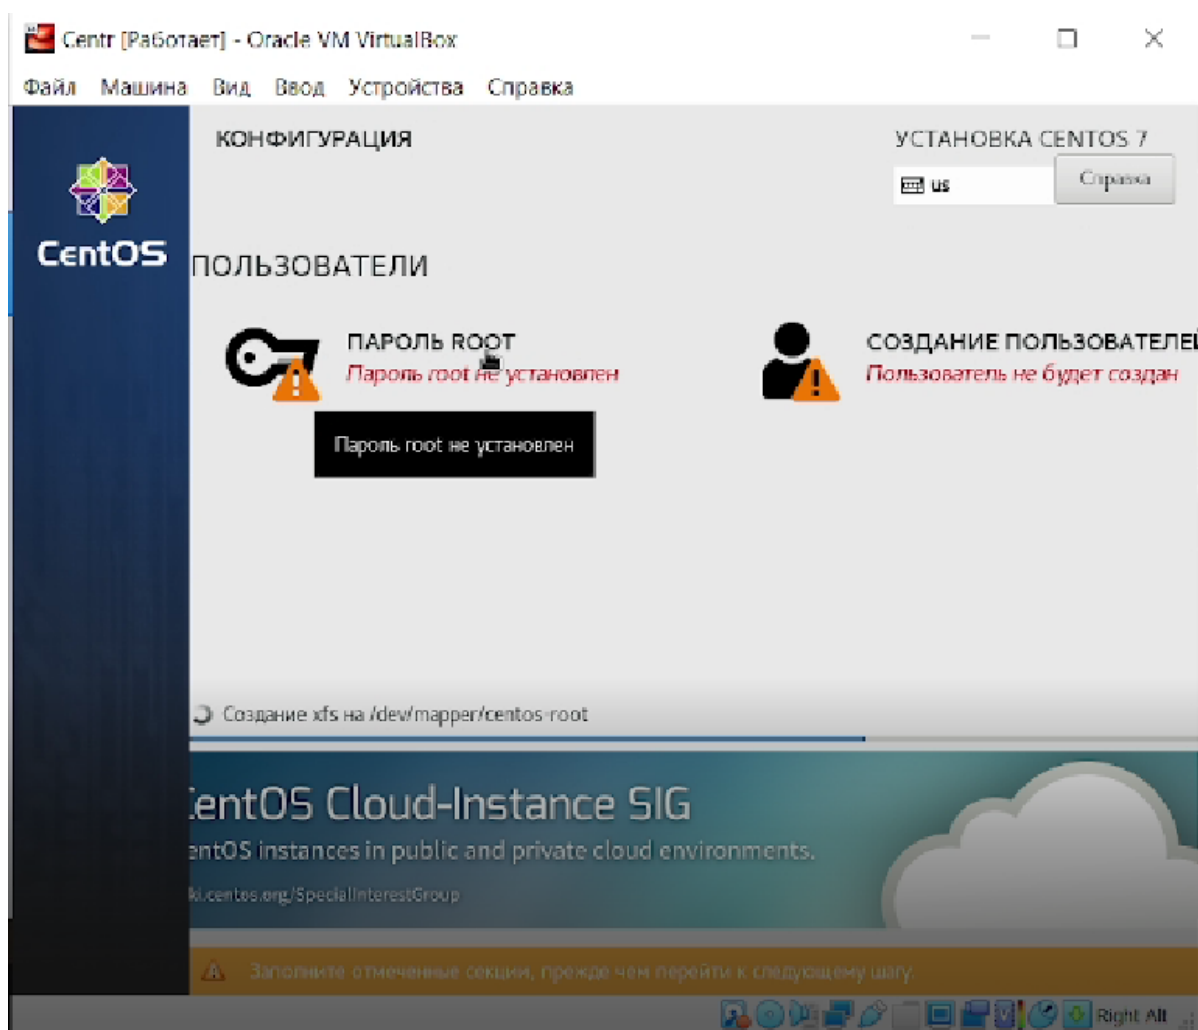 Centr [Работает] - Oracle VM VirtualBox
Файл Машина Вид Ввод Устройства Справка
КОНФИГУРАЦИЯ
УСТАНОВКА CENTOS 7
us
Справка
CentOS
ПОЛЬЗОВАТЕЛИ
ПАРОЛЬ ROOT
Пароль root не установлен
СОЗДАНИЕ ПОЛЬЗОВАТЕЛЕЙ
Пользователь не будет создан
Пароль root не установлен
Создание xfs на /dev/mapper/centos-root
CentOS Cloud-Instance SIG
entOS instances in public and private cloud environments.
ki.centos.org/SpecialInterestGroup
Заполните отмеченные секции, прежде чем перейти к следующему шагу.
Right Alt